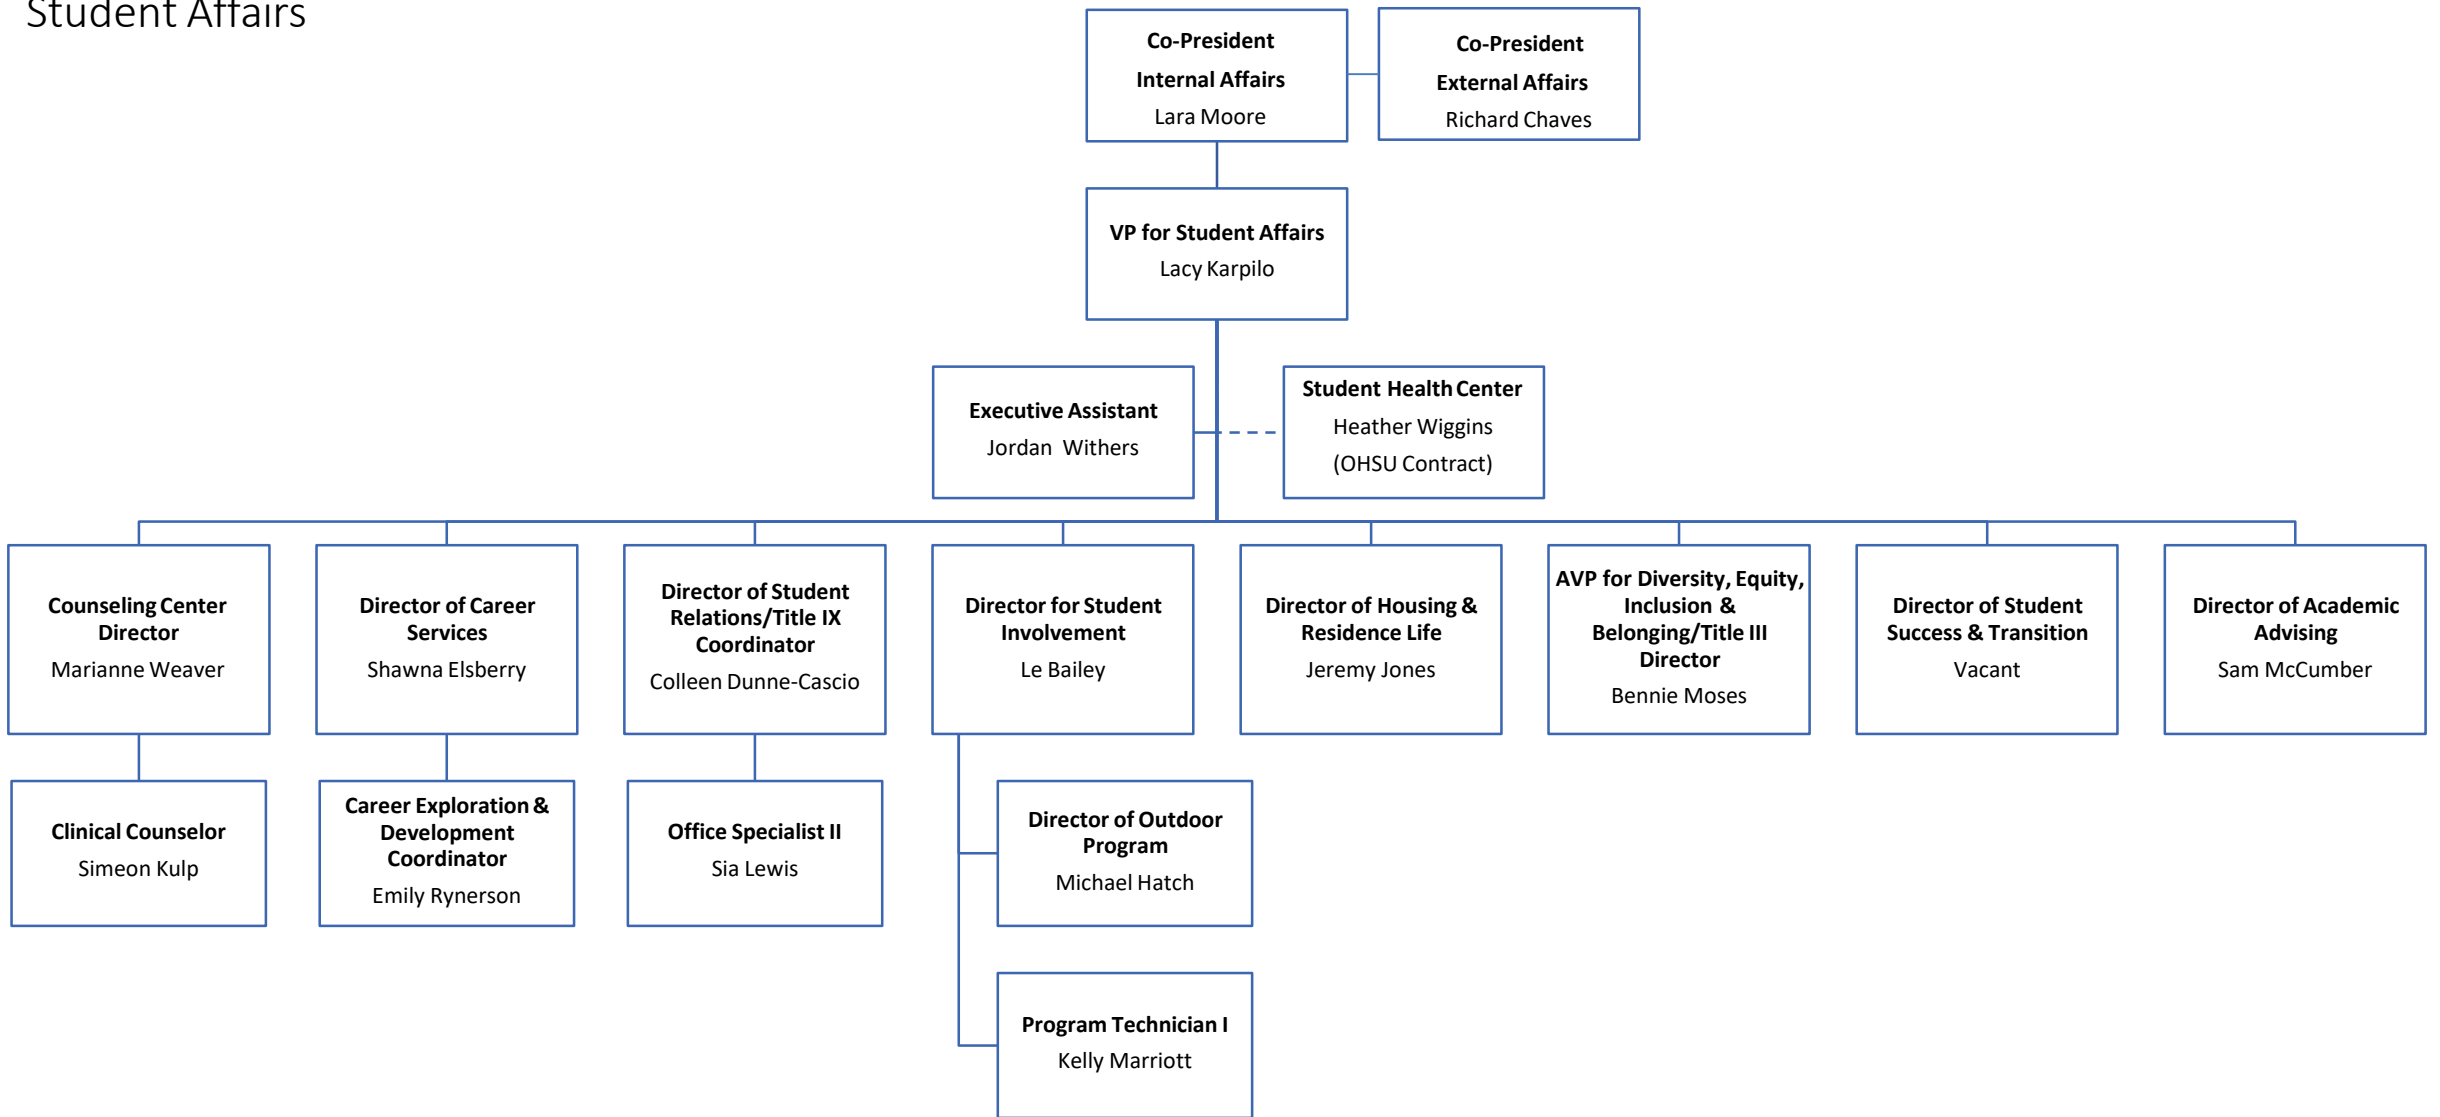 Student Affairs
Co-President
Internal Affairs
Lara Moore
Co-President
External Affairs
Richard Chaves
VP for Student Affairs
Lacy Karpilo
Executive Assistant
Jordan Withers
Student Health Center
Heather Wiggins
(OHSU Contract)
Counseling Center
Director
Marianne Weaver
Director of Career
Services
Shawna Elsberry
Director of Student
Relations/Title IX
Coordinator
Colleen Dunne-Cascio
Director for Student
Involvement
Le Bailey
Director of Housing &
Residence Life
Jeremy Jones
AVP for Diversity, Equity,
Inclusion &
Belonging/Title III
Director
Bennie Moses
Director of Student
Success & Transition
Vacant
Director of Academic
Advising
Sam McCumber
Clinical Counselor
Simeon Kulp
Career Exploration &
Development
Coordinator
Emily Rynerson
Office Specialist II
Sia Lewis
Director of Outdoor
Program
Michael Hatch
Program Technician I
Kelly Marriott